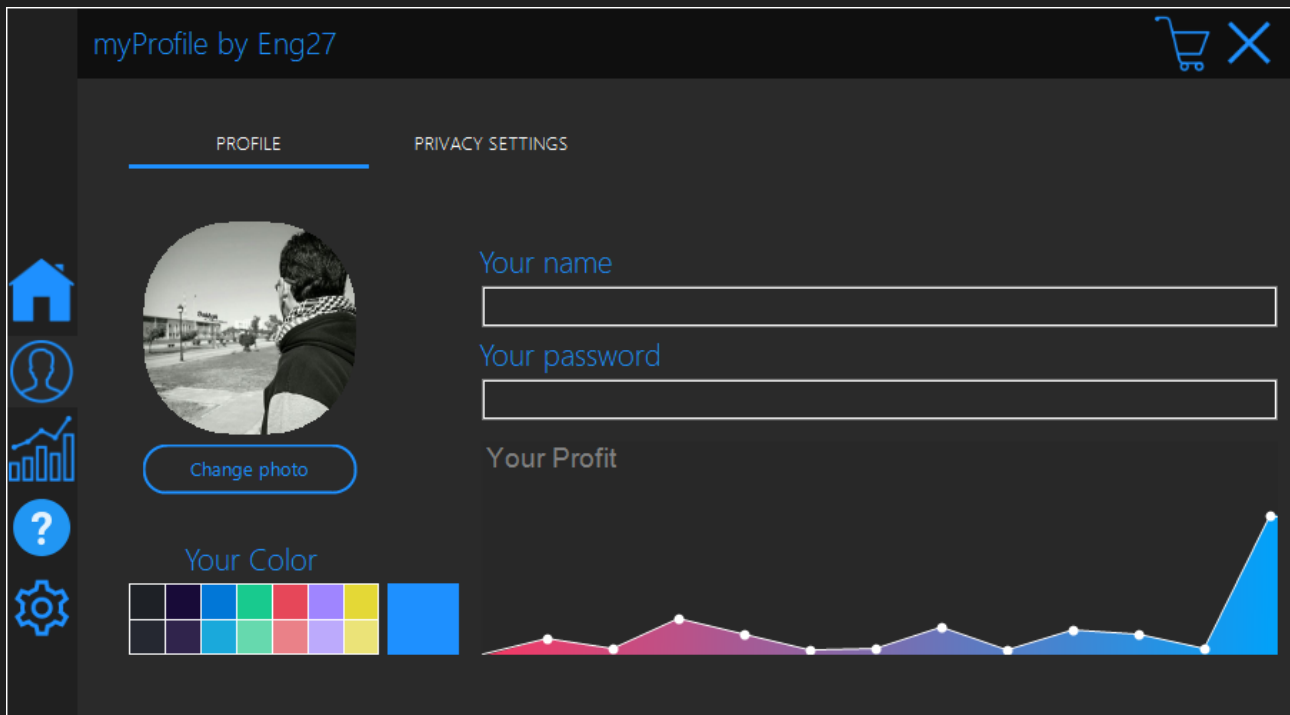 myProfile by Eng27
PROFILE
PRIVACY SETTINGS
Your name
Your password
Change photo
Your Profit
Your Color
?